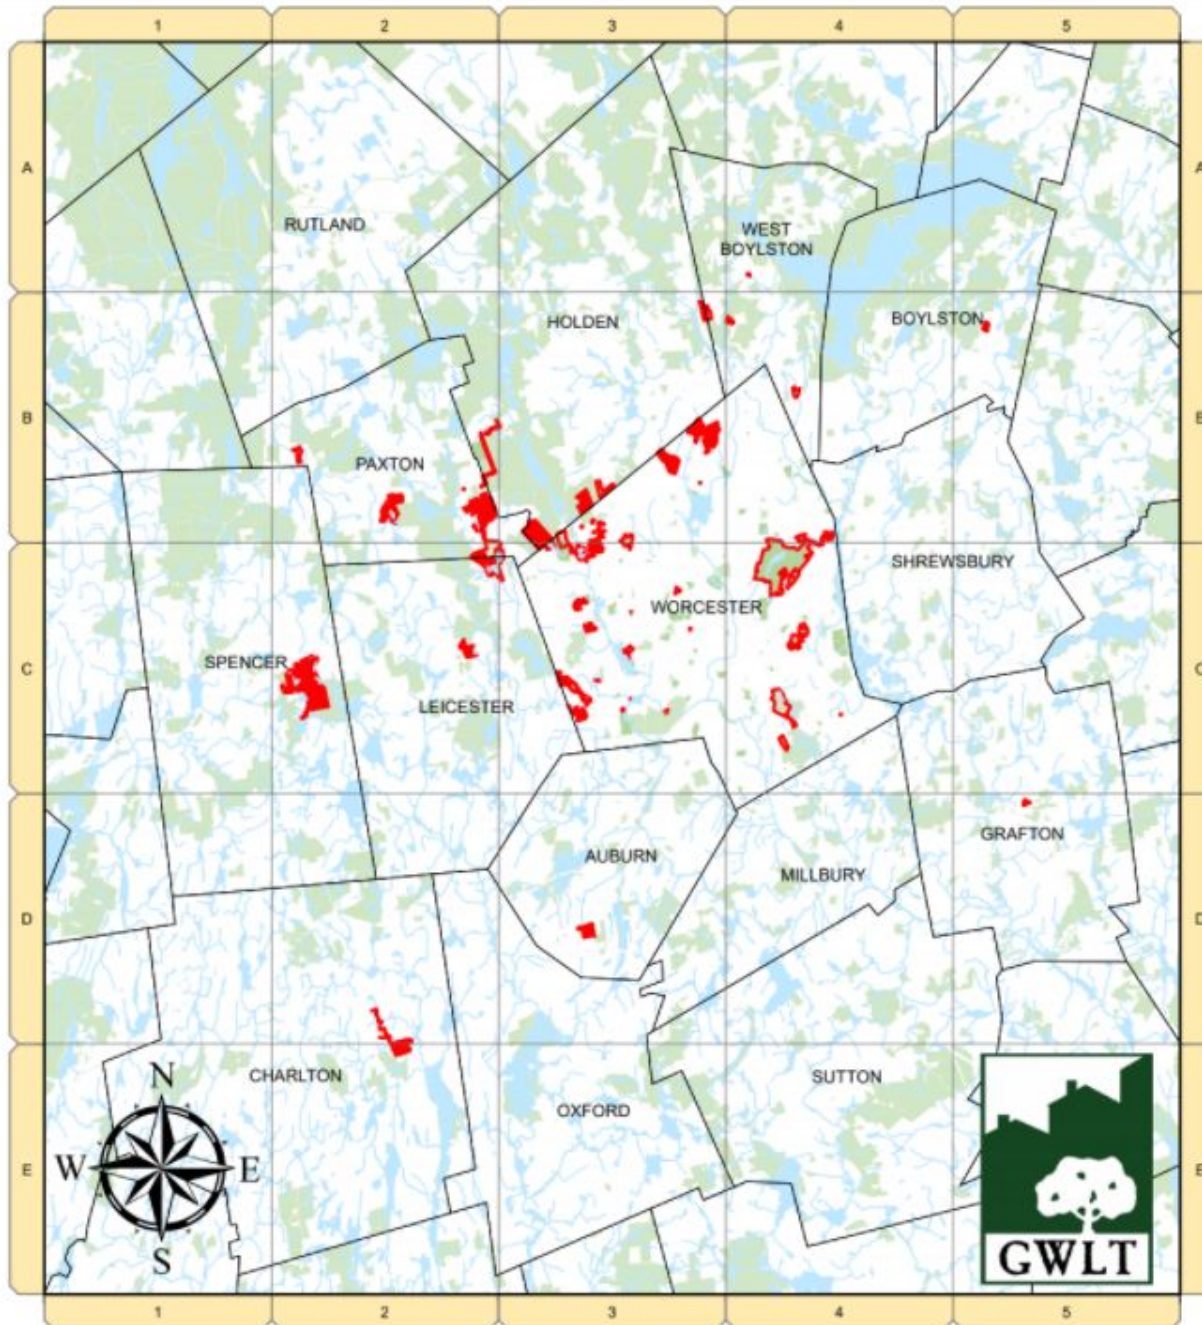 1 2 3 4 5
A A
RUTLAND
WEST
BOYLSTON
HOLDEN
BOYLSTON
B B
PAXTON
SHREWSBURY
WORCESTER
SPENCER
C C
LEICESTER
GRAFTON
AUBURN
MILLBURY
D D
N
CHARLTON
SUTTON
OXFORD
W E
E E
S
GWLT
1 2 3 4 5